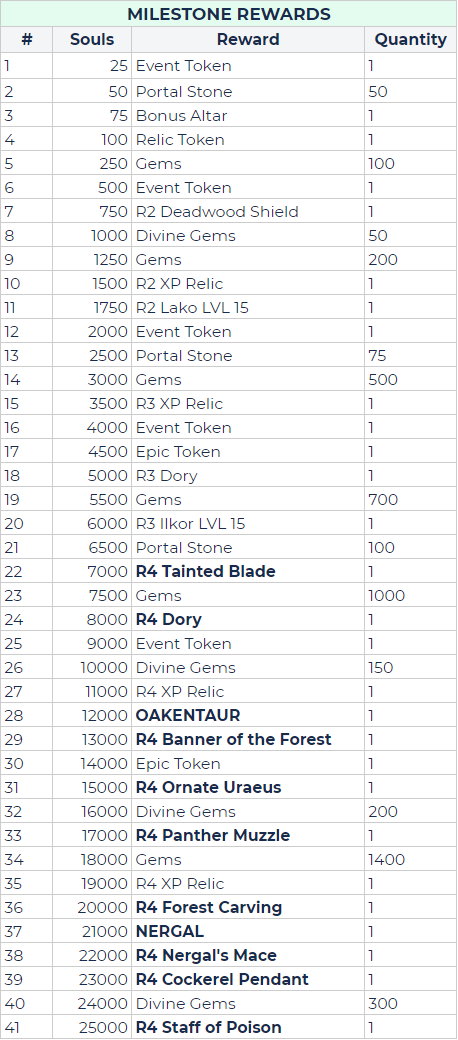 MILESTONE REWARDS
# Souls Reward Quantity
1 25 Event Token 1
2 50 Portal Stone 50
3 75 Bonus Altar 1
4 100 Relic Token 1
5 250 Gems 100
6 500 Event Token 1
7 750 R2 Deadwood Shield 1
8 1000 Divine Gems 50
9 1250 Gems 200
10 1500 R2 XP Relic 1
11 1750 R2 Lako LVL 15 1
12 2000 Event Token 1
13 2500 Portal Stone 75
14 3000 Gems 500
15 3500 R3 XP Relic 1
16 4000 Event Token 1
17 4500 Epic Token 1
18 5000 R3 Dory 1
19 5500 Gems 700
20 6000 R3 Ilkor LVL 15 1
21 6500 Portal Stone 100
22 7000 R4 Tainted Blade 1
23 7500 Gems 1000
24 8000 R4 Dory 1
25 9000 Event Token 1
26 10000 Divine Gems 150
27 11000 R4 XP Relic 1
28 12000 OAKENTAUR 1
29 13000 R4 Banner of the Forest 1
30 14000 Epic Token 1
31 15000 R4 Ornate Uraeus 1
32 16000 Divine Gems 200
33 17000 R4 Panther Muzzle 1
34 18000 Gems 1400
35 19000 R4 XP Relic 1
36 20000 R4 Forest Carving 1
37 21000 NERGAL 1
38 22000 R4 Nergal's Mace 1
39 23000 R4 Cockerel Pendant 1
40 24000 Divine Gems 300
41 25000 R4 Staff of Poison 1